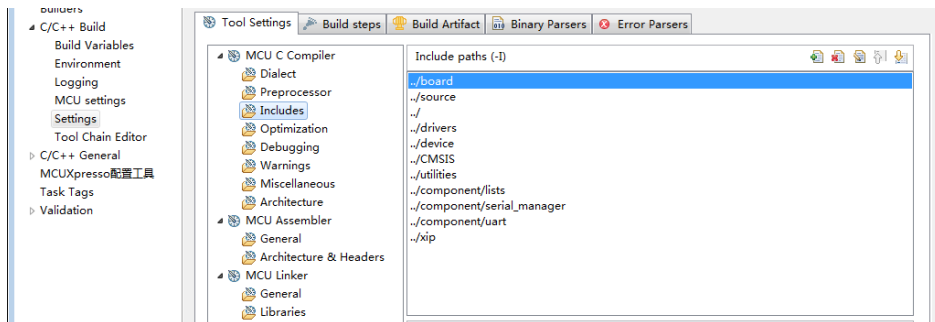 Builders
C/C++ Build
Build Variables
Environment
Logging
MCU settings
Settings
Tool Chain Editor
C/C++ General
MCUXpresso配置工具
Task Tags
Validation
Tool Settings Build steps Build Artifact Binary Parsers Error Parsers
MCU C Compiler
Dialect
Preprocessor
Includes
Optimization
Debugging
Warnings
Miscellaneous
Architecture
MCU Assembler
General
Architecture & Headers
MCU Linker
General
Libraries
Include paths (-I)
../board
../source
../
../drivers
../device
../CMSIS
../utilities
../component/lists
../component/serial_manager
../component/uart
../xip